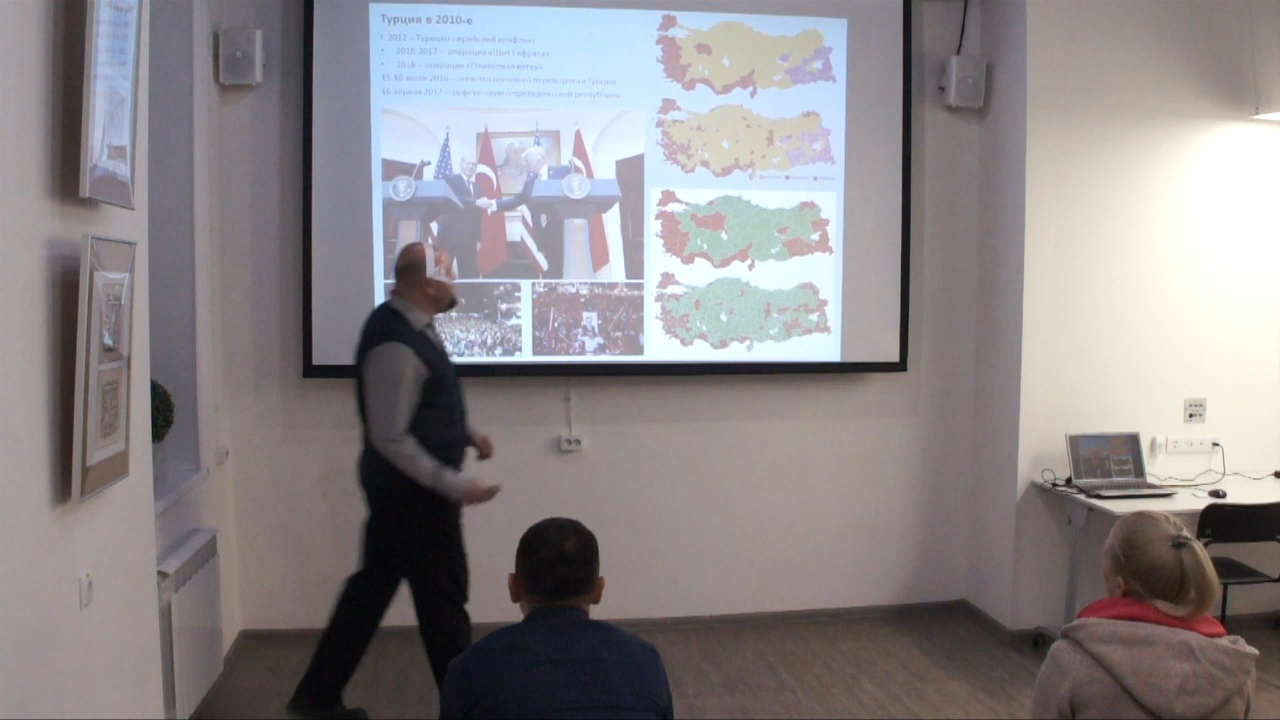 Турция в 2010-е
С 2012 – Турецко-сирийский конфликт
• 2016-2017 – операция «Щит Евфрата»
• 2018 – операция «Оливковая ветвь»
15-16 июля 2016 – попытка военного переворота в Турции
16 апреля 2017 – референдум о президентской республике